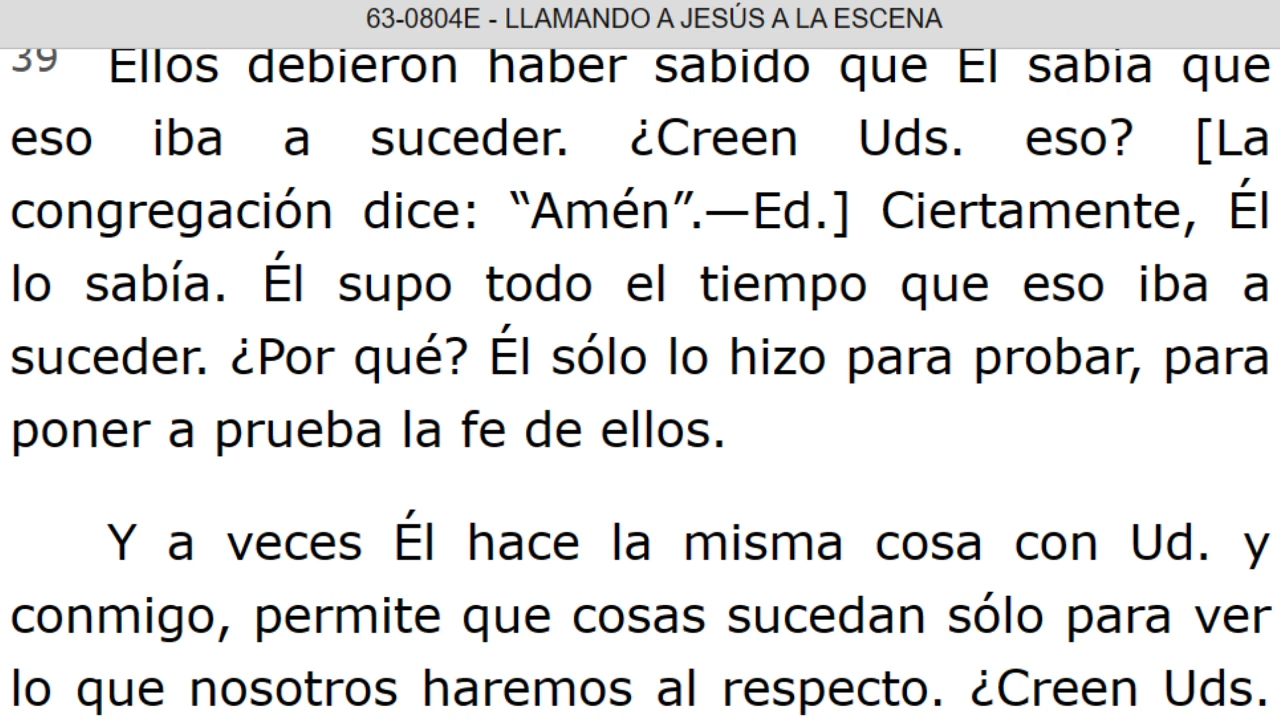 63-0804E - LLAMANDO A JESÚS A LA ESCENA
39 Ellos debieron haber sabido que Él sabía que
eso iba a suceder. ¿Creen Uds. eso? [La
congregación dice: “Amén”.—Ed.] Ciertamente, Él
lo sabía. Él supo todo el tiempo que eso iba a
suceder. ¿Por qué? Él sólo lo hizo para probar, para
poner a prueba la fe de ellos.
Y a veces Él hace la misma cosa con Ud. y
conmigo, permite que cosas sucedan sólo para ver
lo que nosotros haremos al respecto. ¿Creen Uds.